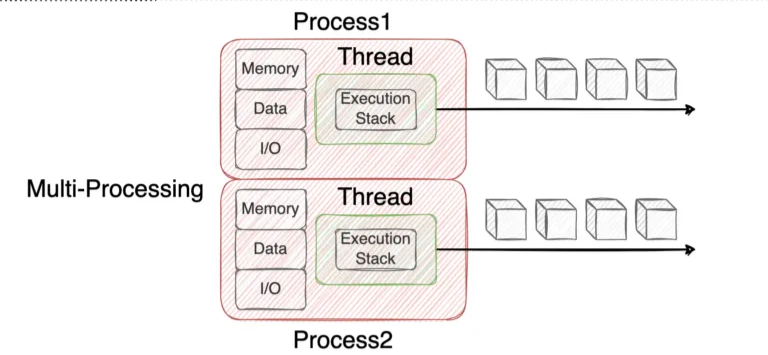 Process1
Thread
Memory
Data
I/O
Execution
Stack
Multi-Processing
Thread
Memory
Data
I/O
Execution
Stack
Process2